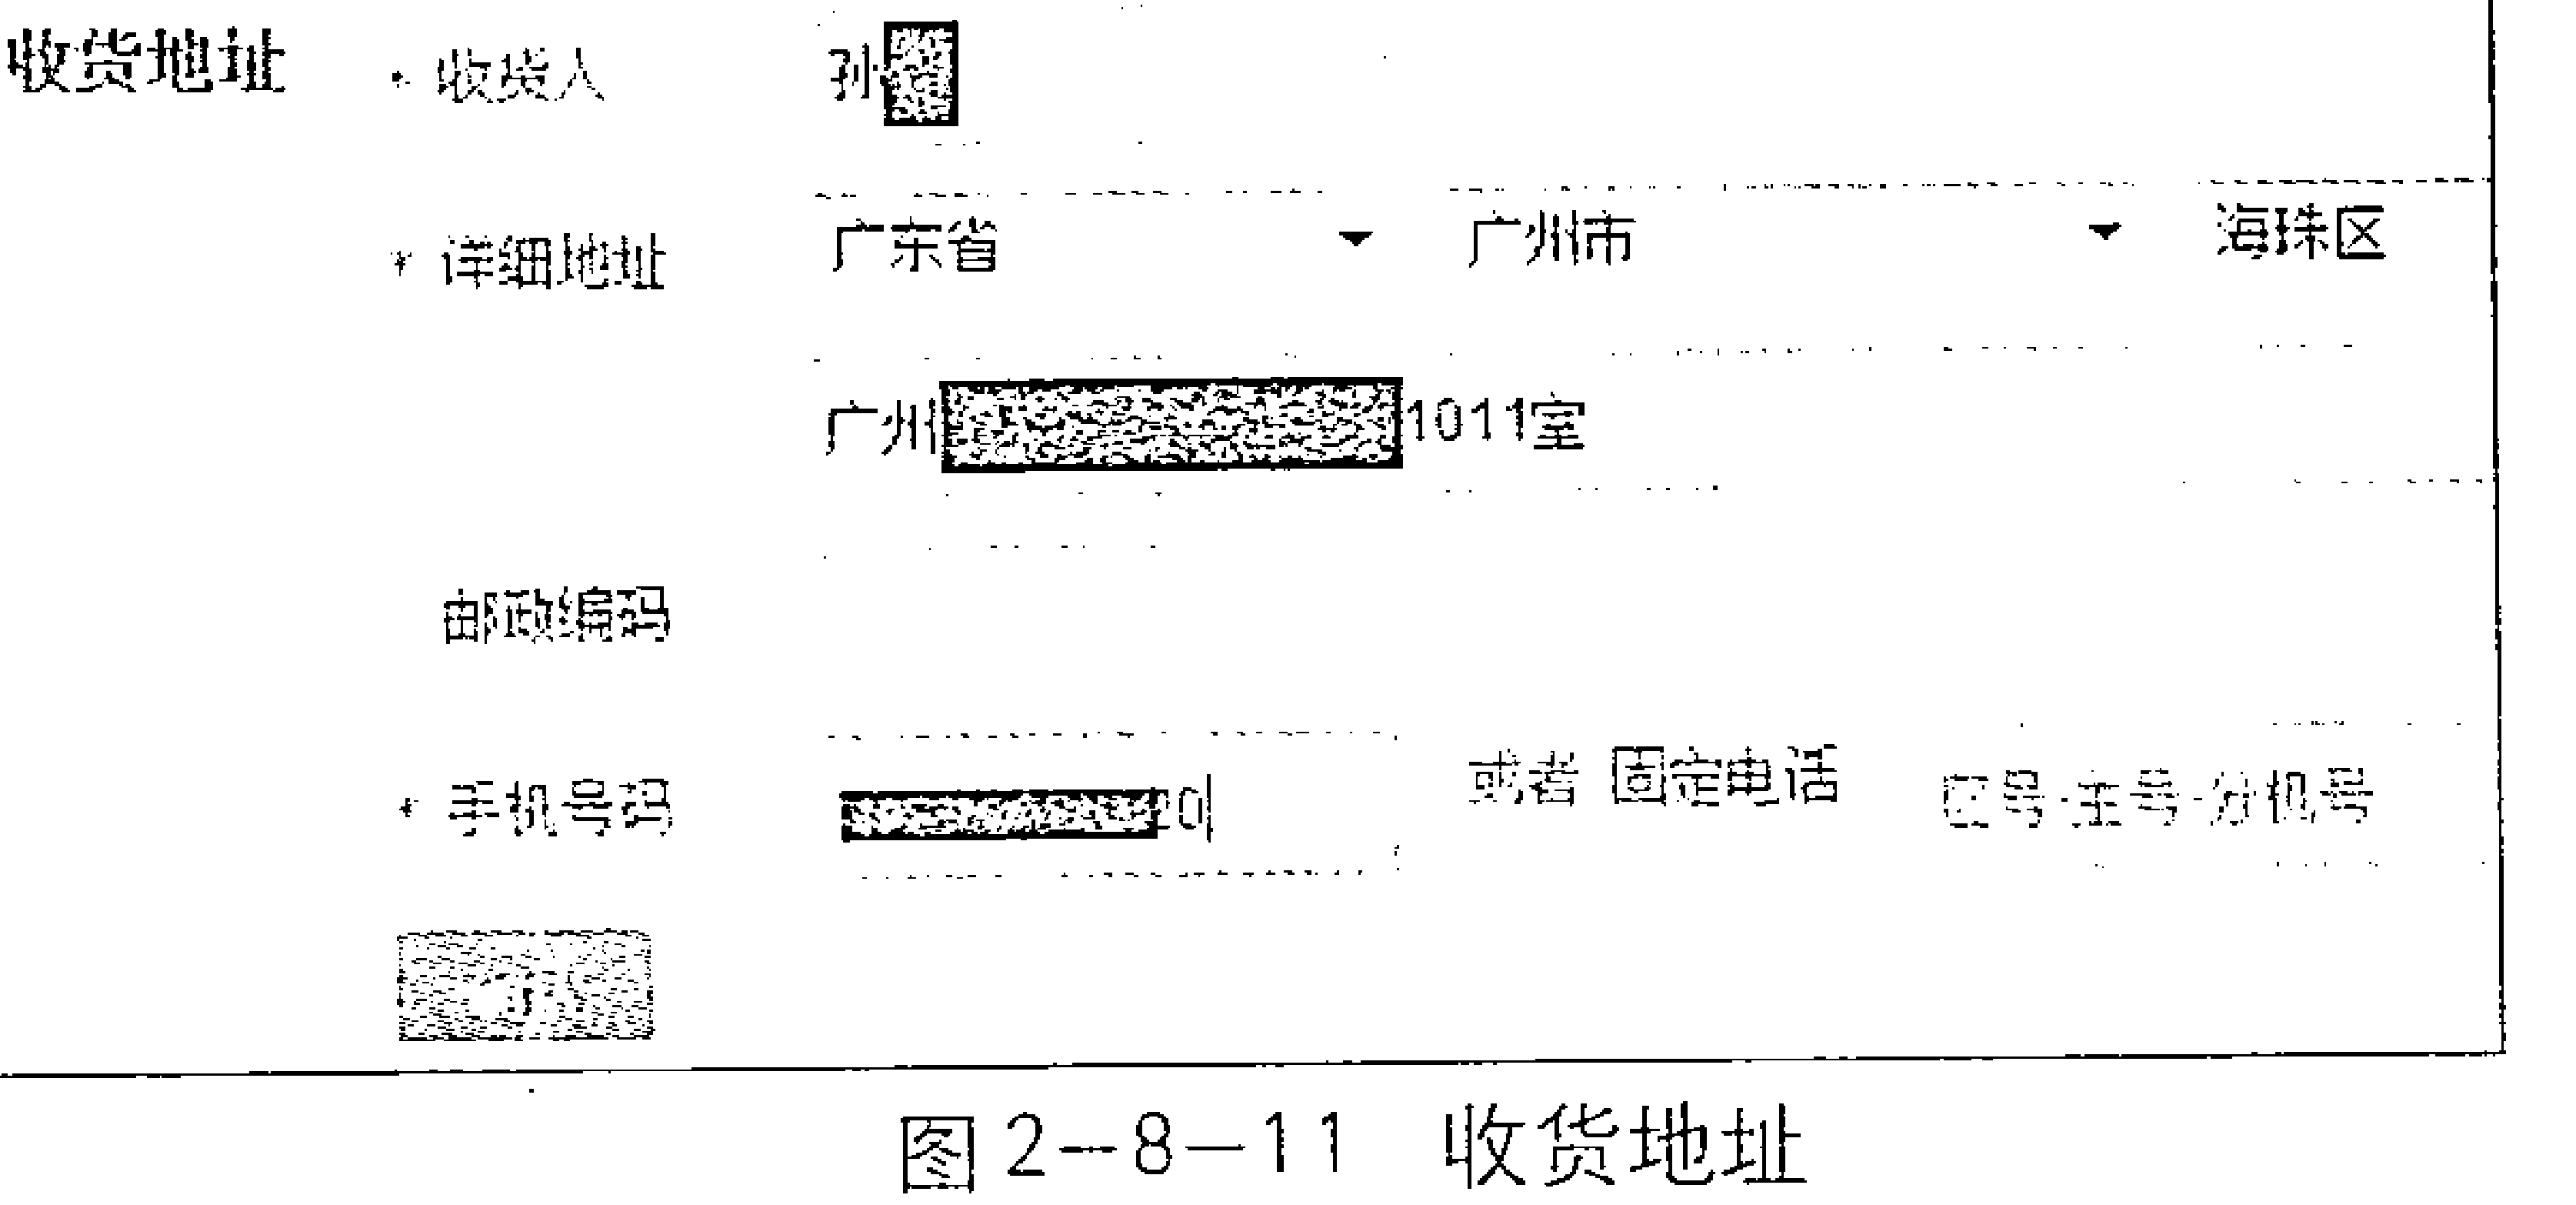 收货地址 * 收货人 孙
* 详细地址 广东省 广州市 海珠区
广州 1011室
邮政编码
* 手机号码 20 或者 固定电话 区号-主号-分机号
图2-8-11 收货地址